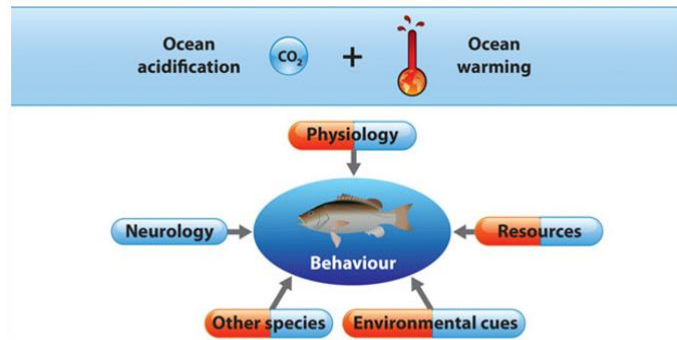 Ocean
acidification
CO₂
+
Ocean
warming
Physiology
Neurology
Resources
Behaviour
Other species
Environmental cues